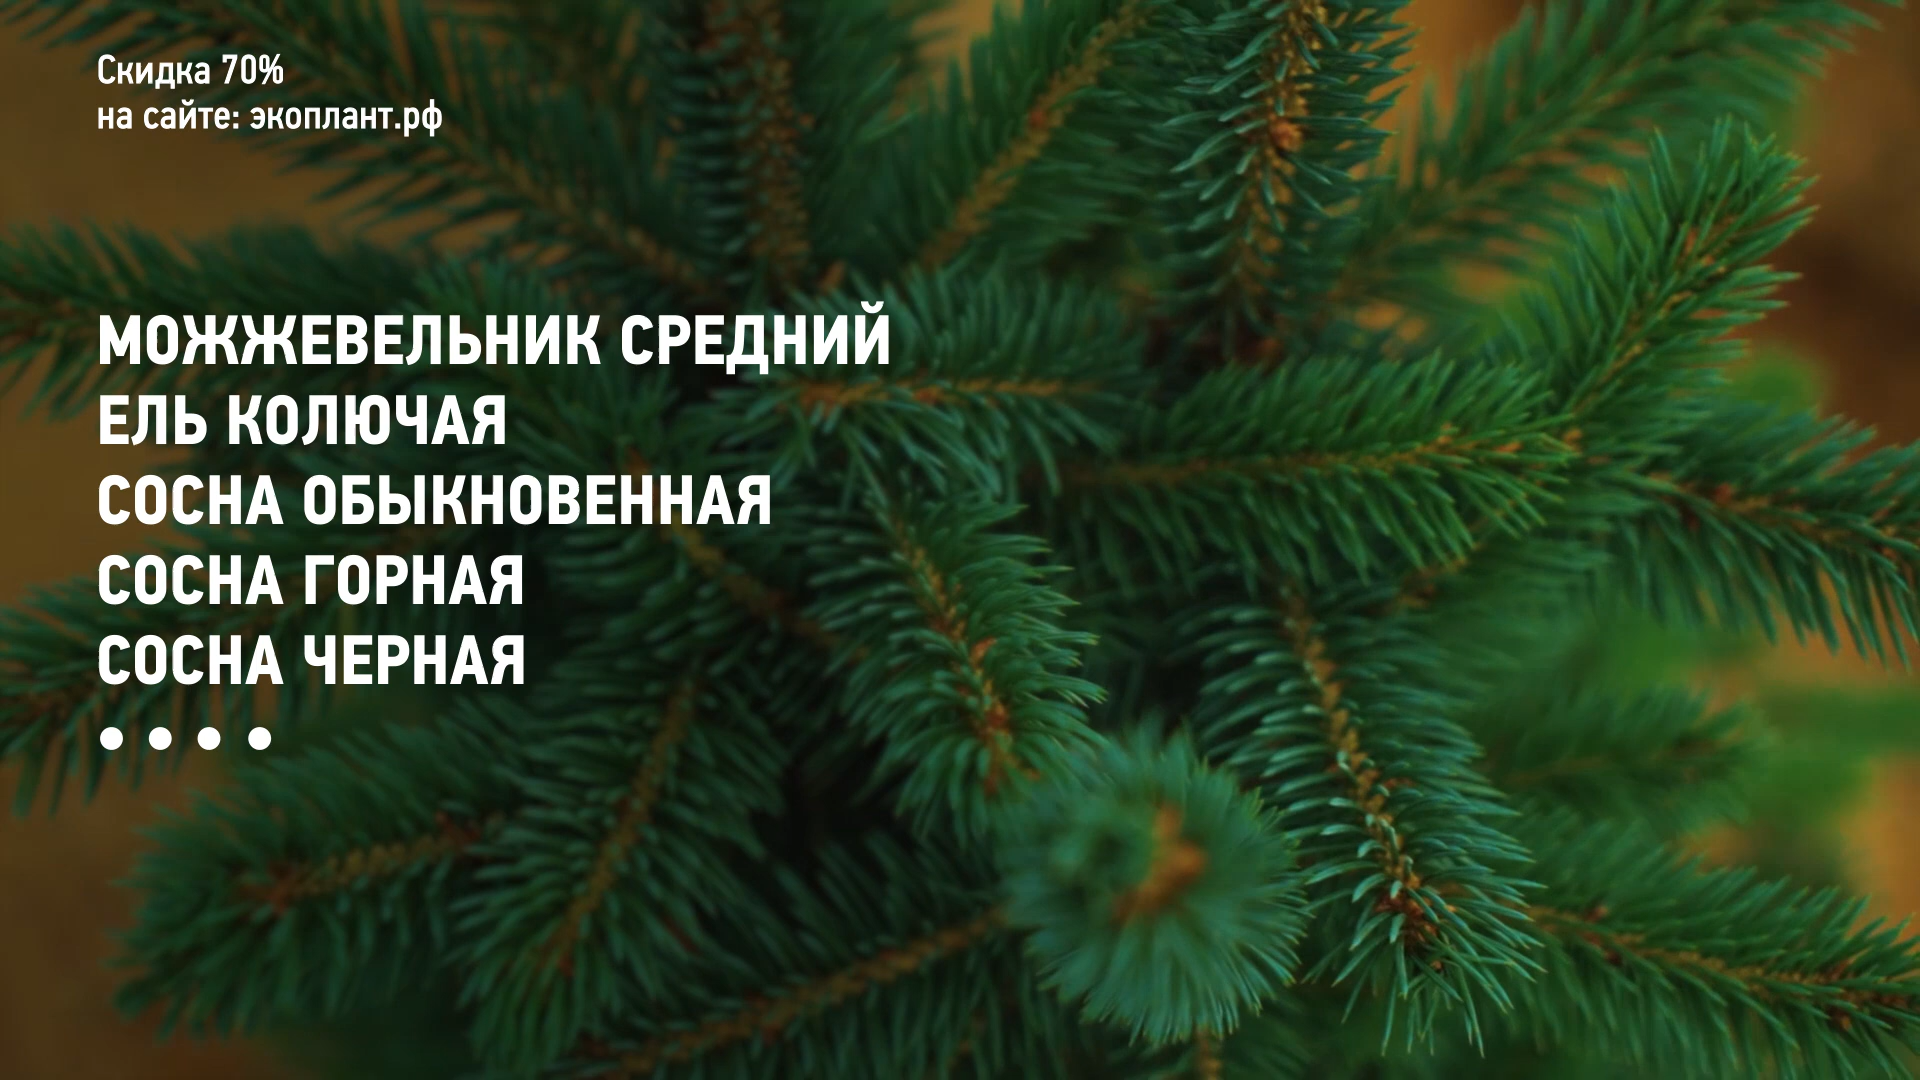 Скидка 70%
на сайте: экоплант.рф
МОЖЖЕВЕЛЬНИК СРЕДНИЙ
ЕЛЬ КОЛЮЧАЯ
СОСНА ОБЫКНОВЕННАЯ
СОСНА ГОРНАЯ
СОСНА ЧЕРНАЯ
• • • •